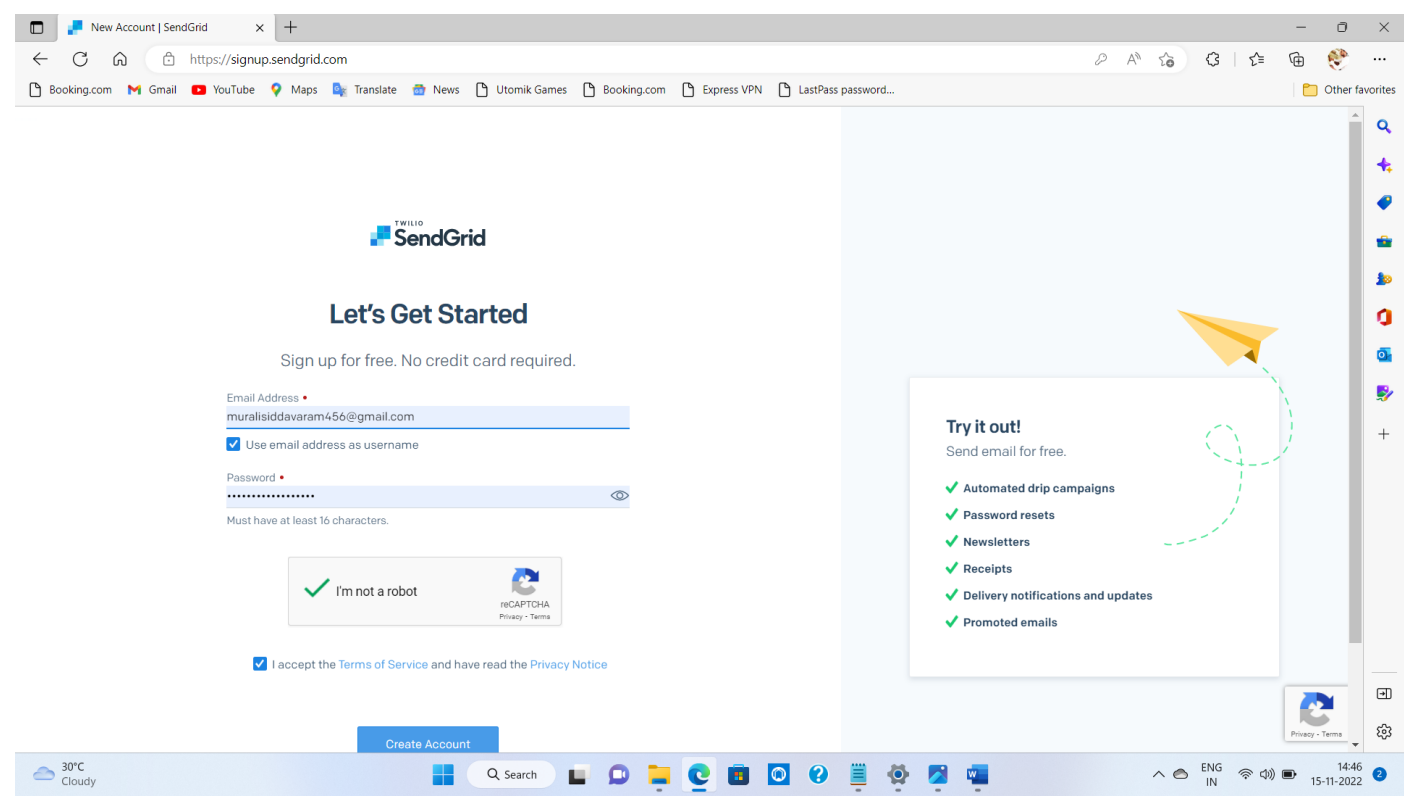 New Account | SendGrid
https://signup.sendgrid.com
Booking.com Gmail YouTube Maps Translate News Utomik Games Booking.com Express VPN LastPass password... Other favorites
TWILIO
SendGrid
Let's Get Started
Sign up for free. No credit card required.
Email Address
muralisiddavaram456@gmail.com
Use email address as username
Password
••••••••••••••••••
Must have at least 16 characters.
I'm not a robot
reCAPTCHA
Privacy - Terms
I accept the Terms of Service and have read the Privacy Notice
Create Account
Try it out!
Send email for free.
Automated drip campaigns
Password resets
Newsletters
Receipts
Delivery notifications and updates
Promoted emails
Privacy - Terms
30°C
Cloudy
Search
ENG
IN
14:46
15-11-2022
2